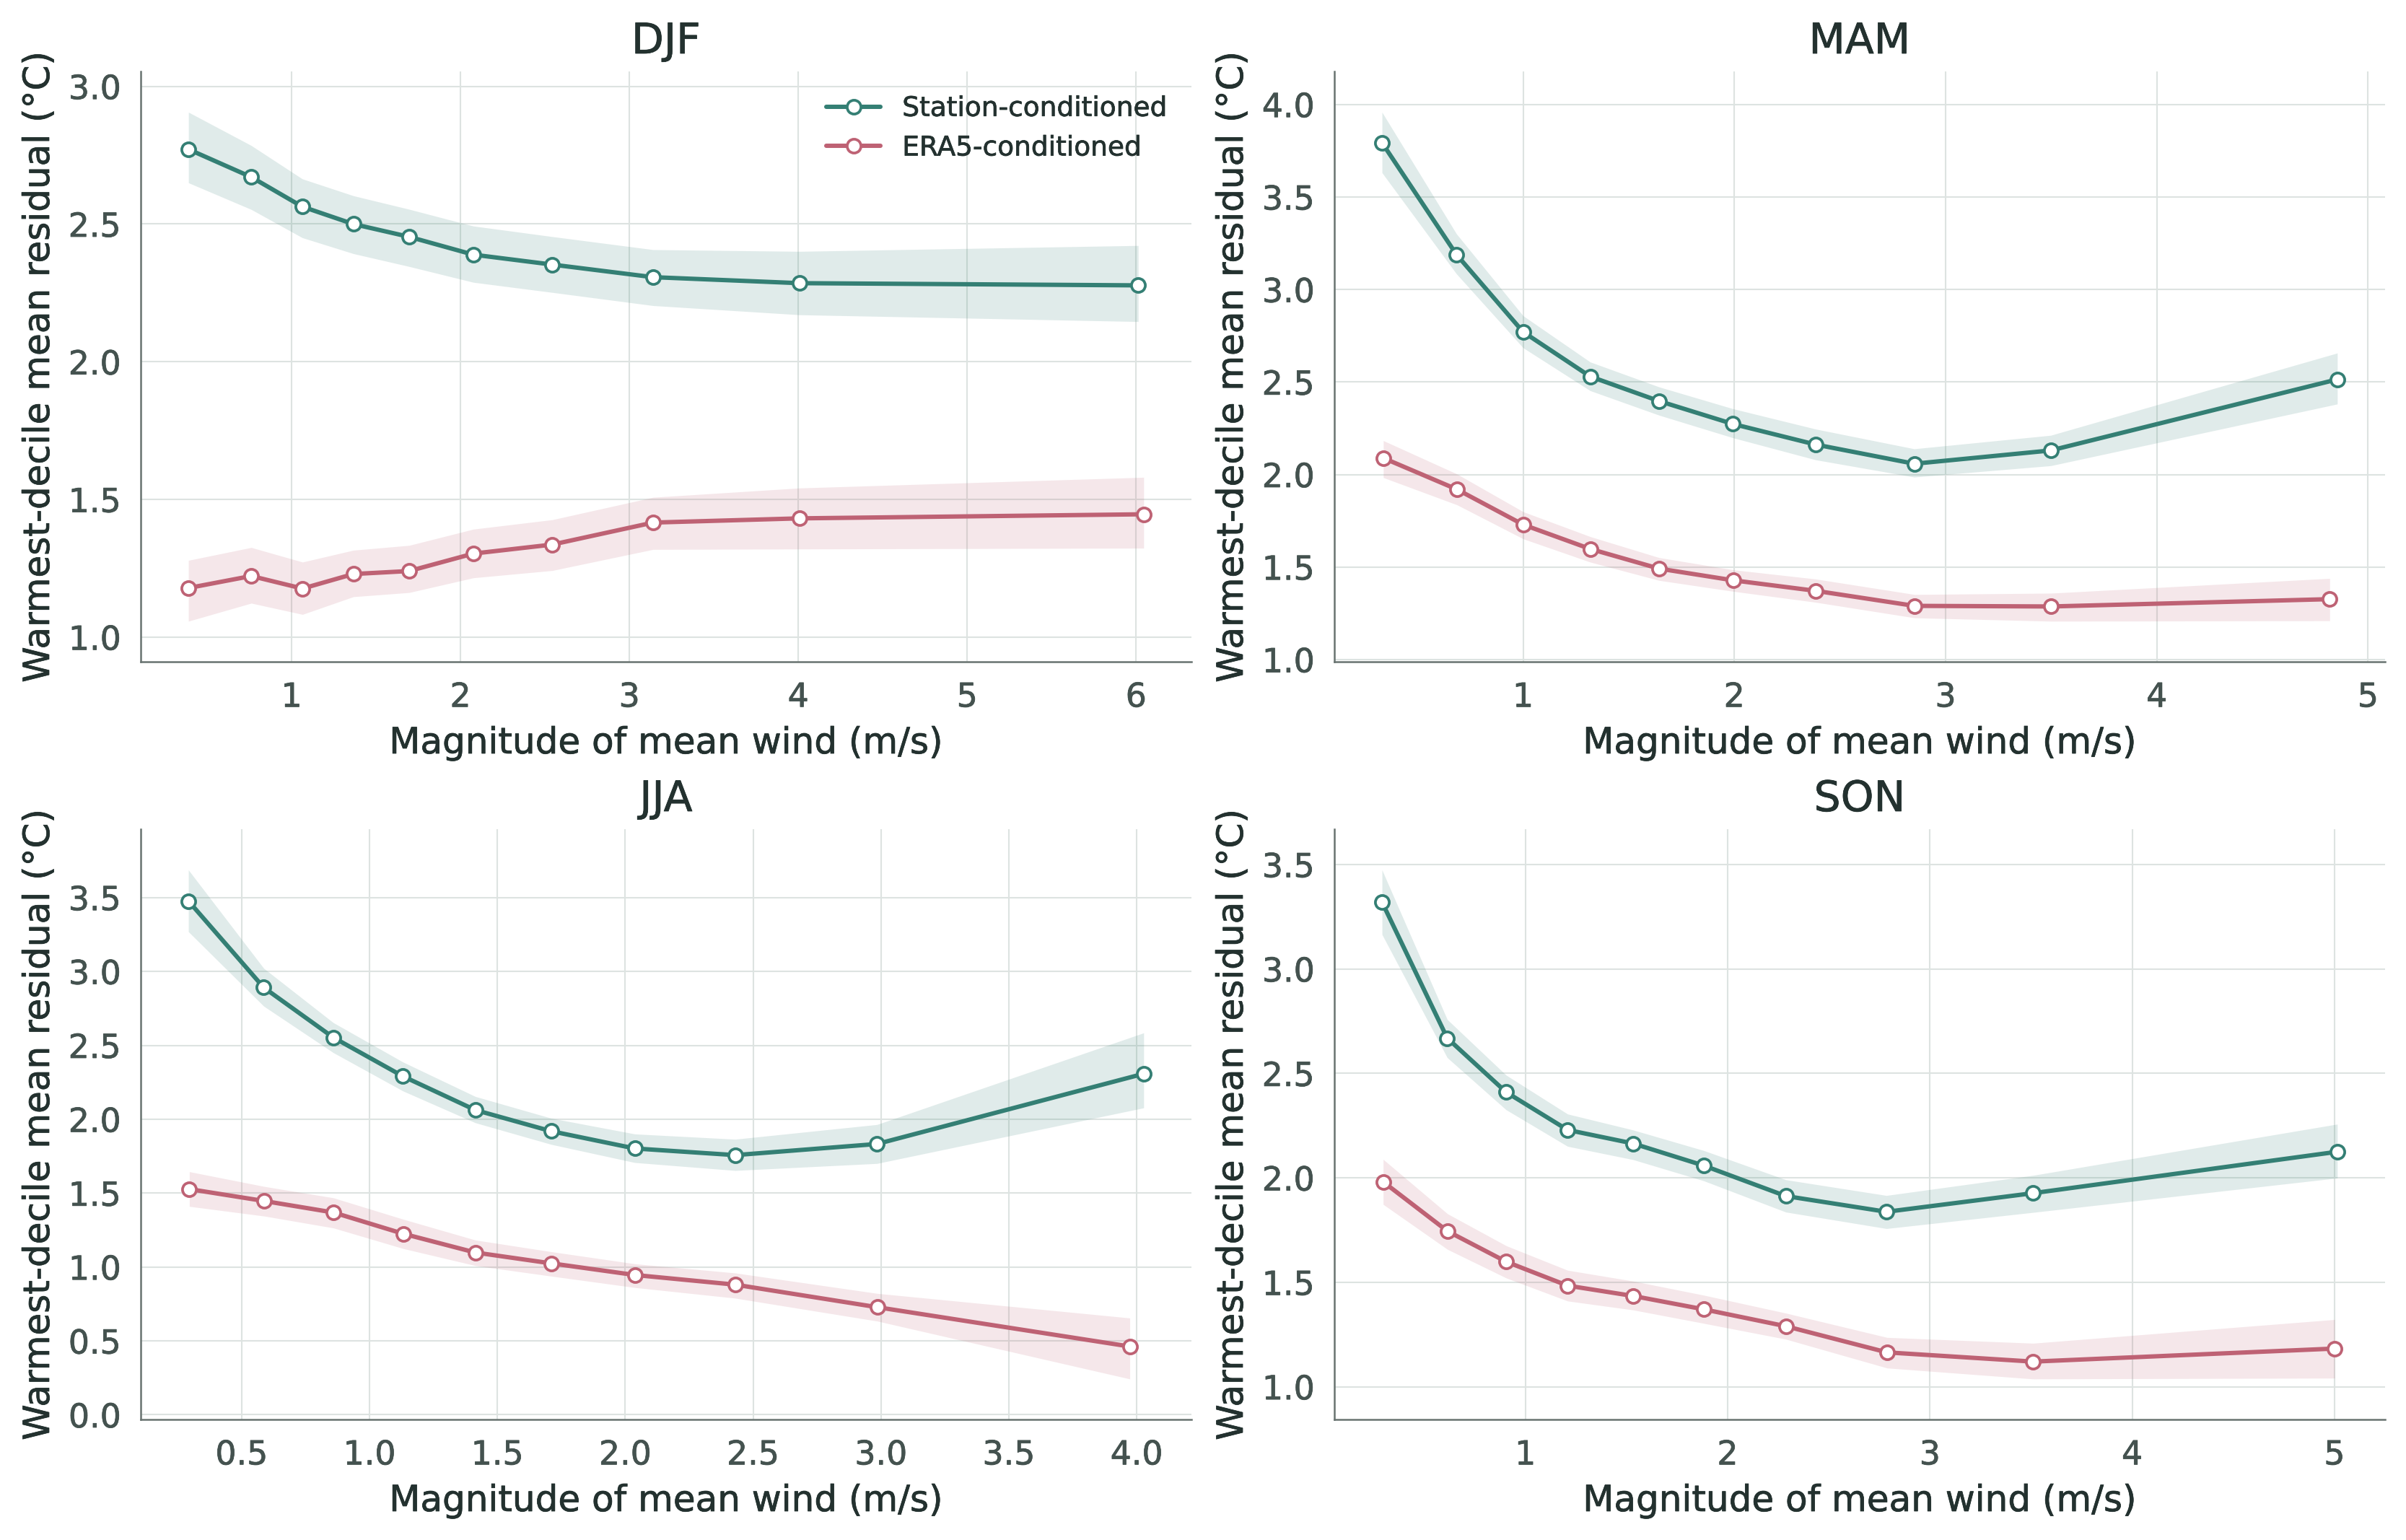 DJF
Warmest-decile mean residual (°C)
3.0
2.5
2.0
1.5
1.0
Station-conditioned
ERA5-conditioned
1 2 3 4 5 6
Magnitude of mean wind (m/s)
MAM
Warmest-decile mean residual (°C)
4.0
3.5
3.0
2.5
2.0
1.5
1.0
1 2 3 4 5
Magnitude of mean wind (m/s)
JJA
Warmest-decile mean residual (°C)
3.5
3.0
2.5
2.0
1.5
1.0
0.5
0.0
0.5 1.0 1.5 2.0 2.5 3.0 3.5 4.0
Magnitude of mean wind (m/s)
SON
Warmest-decile mean residual (°C)
3.5
3.0
2.5
2.0
1.5
1.0
1 2 3 4 5
Magnitude of mean wind (m/s)